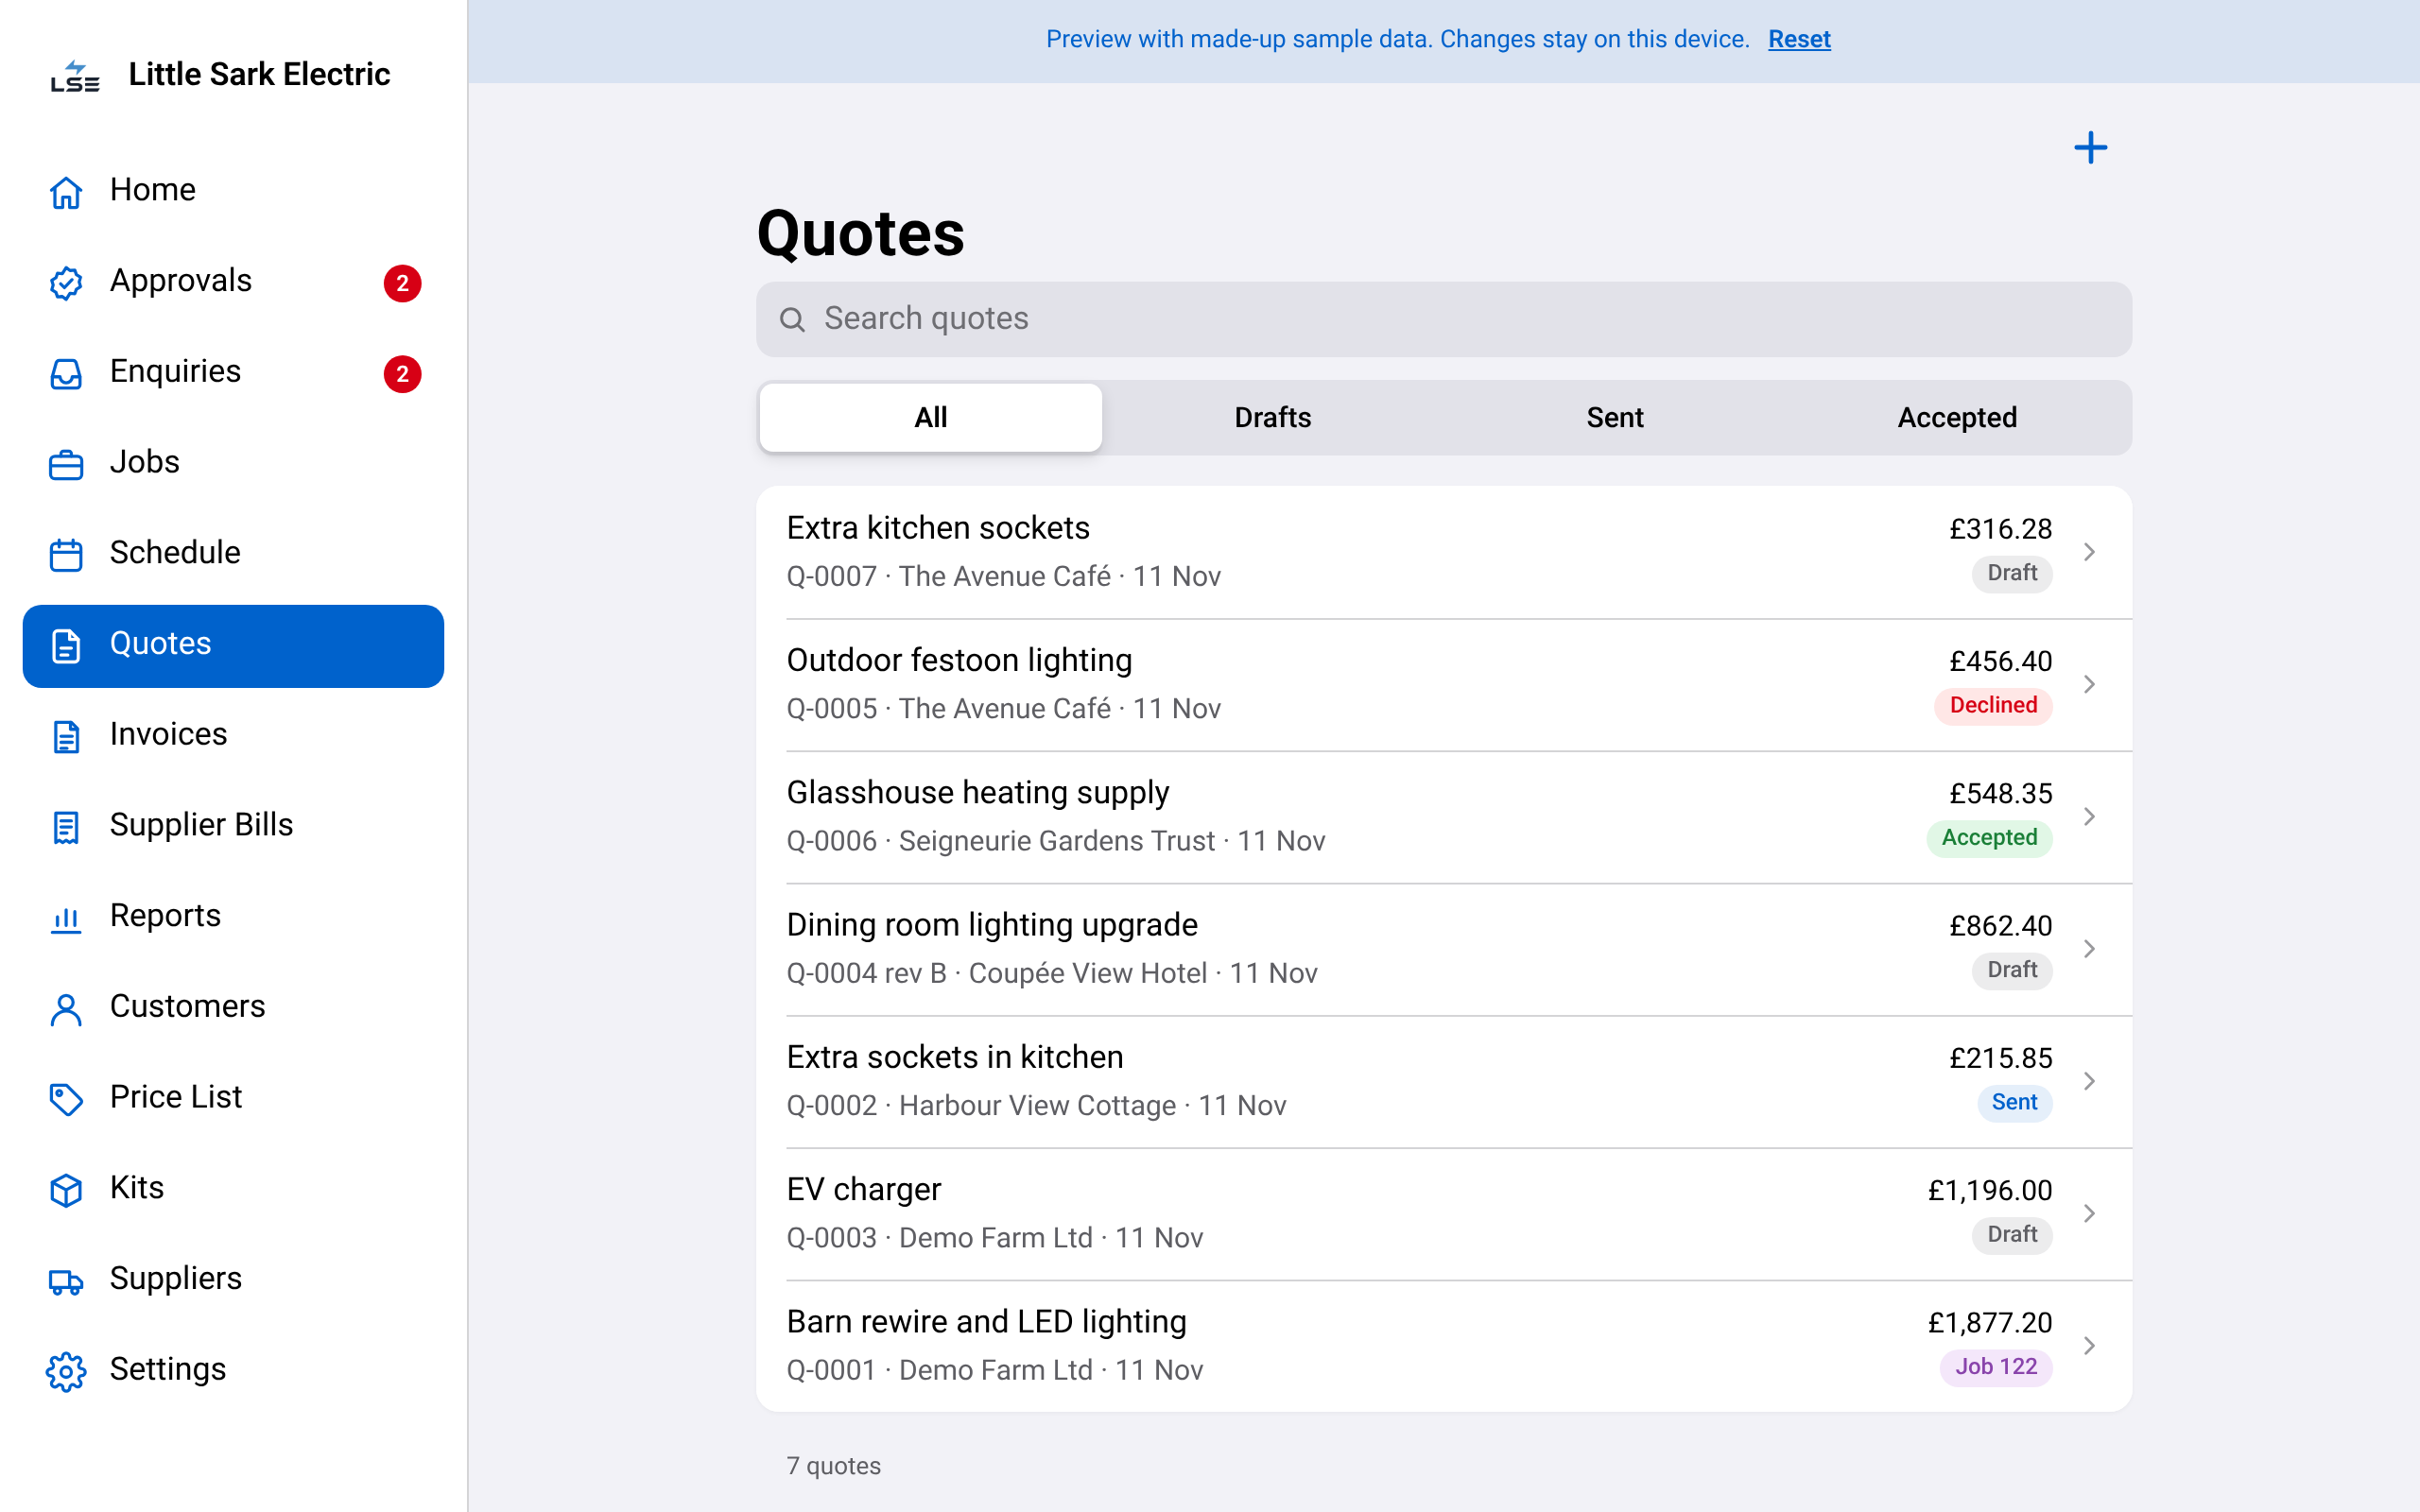 LSE Little Sark Electric
Home
Approvals 2
Enquiries 2
Jobs
Schedule
Quotes
Invoices
Supplier Bills
Reports
Customers
Price List
Kits
Suppliers
Settings
Preview with made-up sample data. Changes stay on this device. Reset
Quotes
Search quotes
All Drafts Sent Accepted
Extra kitchen sockets £316.28
Q-0007 · The Avenue Café · 11 Nov Draft
Outdoor festoon lighting £456.40
Q-0005 · The Avenue Café · 11 Nov Declined
Glasshouse heating supply £548.35
Q-0006 · Seigneurie Gardens Trust · 11 Nov Accepted
Dining room lighting upgrade £862.40
Q-0004 rev B · Coupée View Hotel · 11 Nov Draft
Extra sockets in kitchen £215.85
Q-0002 · Harbour View Cottage · 11 Nov Sent
EV charger £1,196.00
Q-0003 · Demo Farm Ltd · 11 Nov Draft
Barn rewire and LED lighting £1,877.20
Q-0001 · Demo Farm Ltd · 11 Nov Job 122
7 quotes